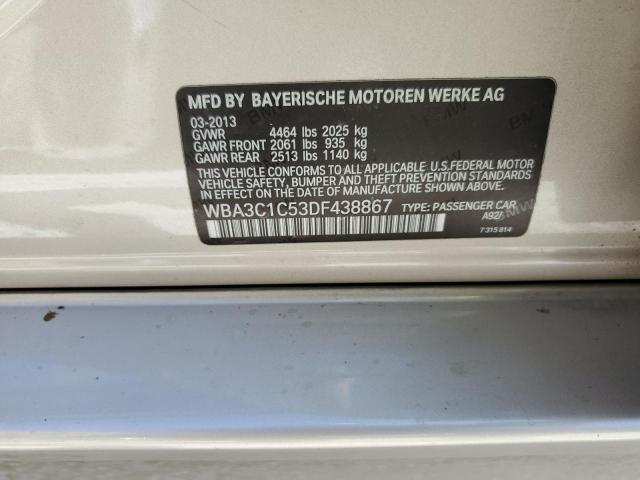 MFD BY BAYERISCHE MOTOREN WERKE AG
03-2013
GVWR 4464 lbs 2025 kg
GAWR FRONT 2061 lbs 935 kg
GAWR REAR 2513 lbs 1140 kg
THIS VEHICLE CONFORMS TO ALL APPLICABLE U.S. FEDERAL MOTOR
VEHICLE SAFETY, BUMPER AND THEFT PREVENTION STANDARDS
IN EFFECT ON THE DATE OF MANUFACTURE SHOWN ABOVE.
WBA3C1C53DF438867 TYPE: PASSENGER CAR
A92/
7 315 814
BMW